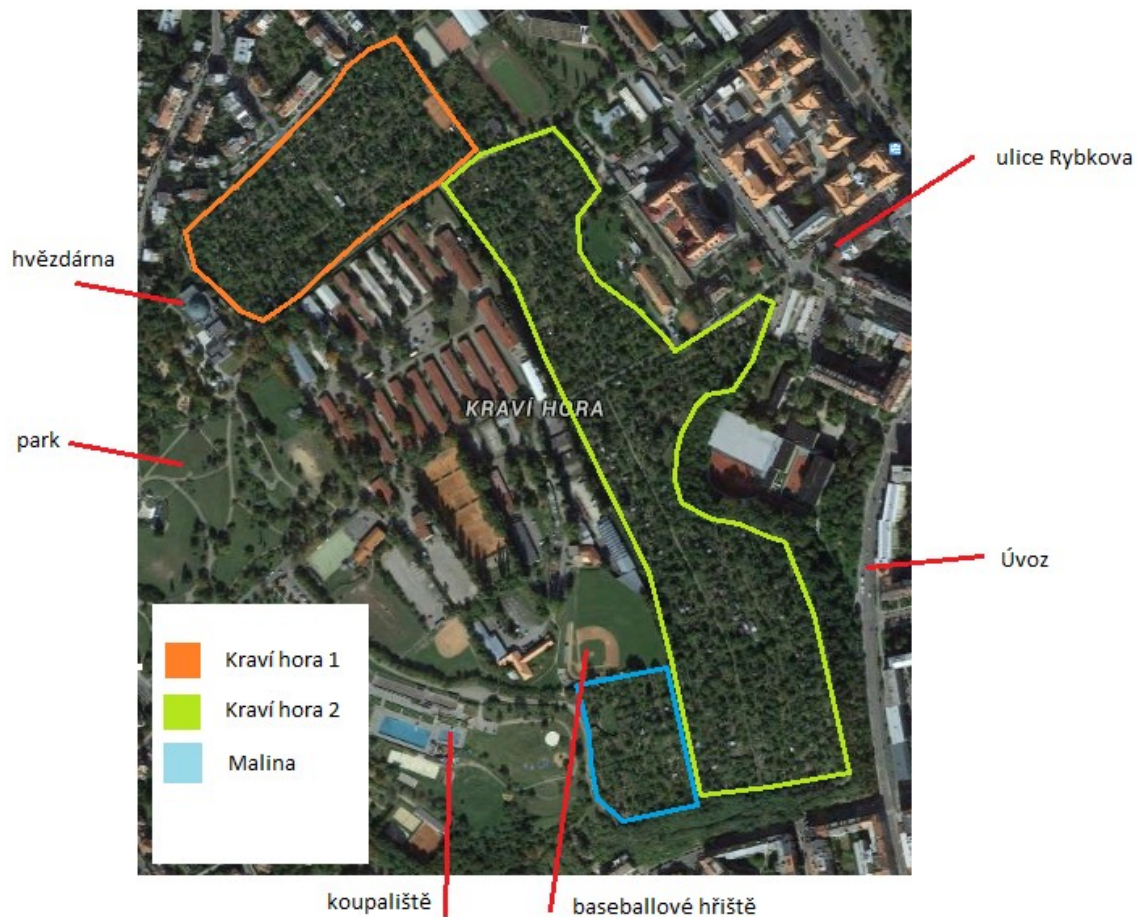 ulice Rybkova
hvězdárna
KRAVÍ HORA
park
Úvoz
Kraví hora 1
Kraví hora 2
Malina
koupaliště
baseballové hřiště